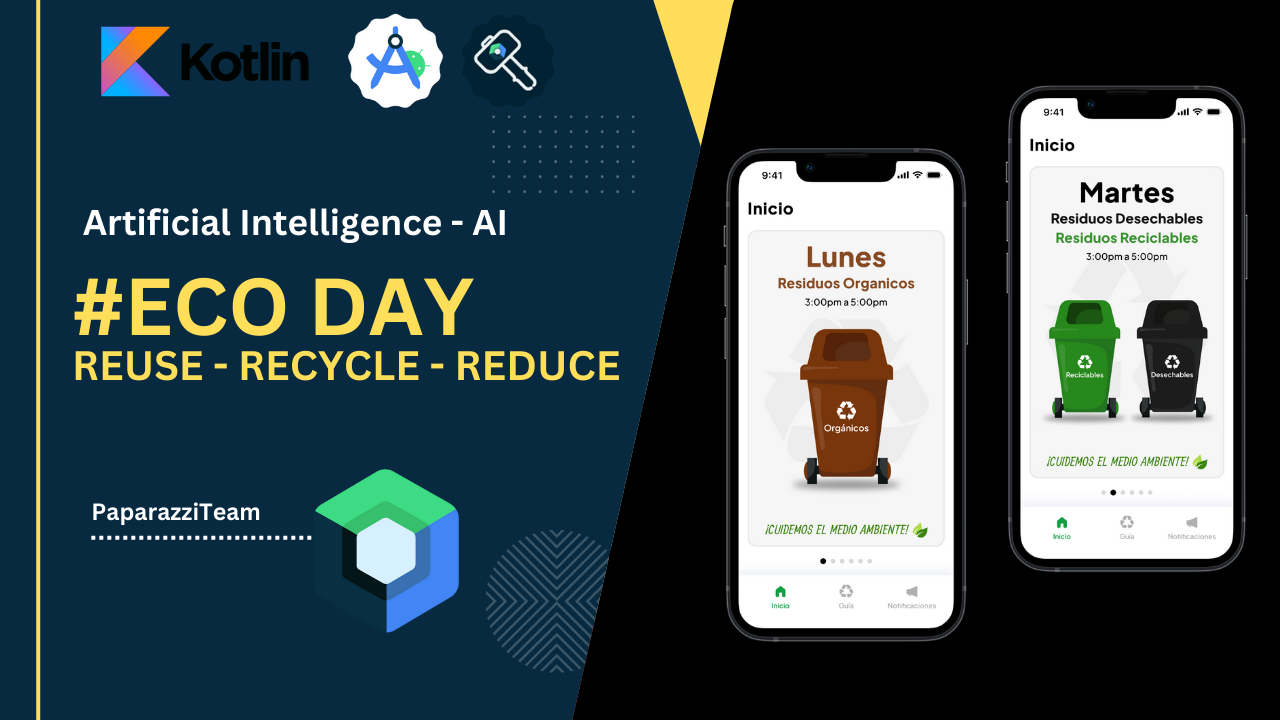 Kotlin
Artificial Intelligence - AI
#ECO DAY
REUSE - RECYCLE - REDUCE
PaparazziTeam
9:41
Inicio
Lunes
Residuos Organicos
3:00pm a 5:00pm
Orgánicos
¡CUIDEMOS EL MEDIO AMBIENTE!
Inicio
Guía
Notificaciones
9:41
Inicio
Martes
Residuos Desechables
Residuos Reciclables
3:00pm a 5:00pm
Reciclables
Desechables
¡CUIDEMOS EL MEDIO AMBIENTE!
Inicio
Guía
Notificaciones